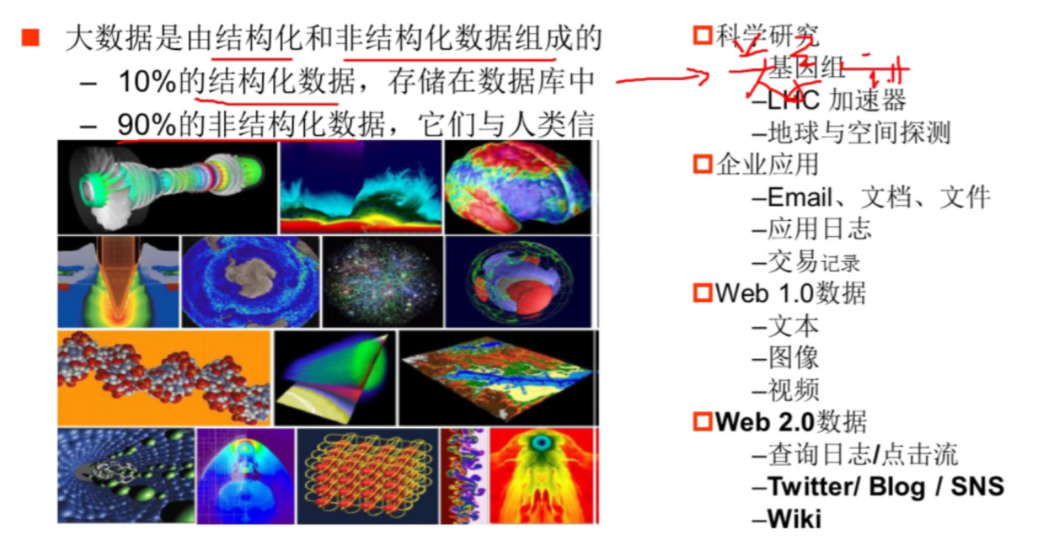 大数据是由结构化和非结构化数据组成的
– 10%的结构化数据，存储在数据库中
– 90%的非结构化数据，它们与人类信
科学研究
–基因组
–LHC 加速器
–地球与空间探测
企业应用
–Email、文档、文件
–应用日志
–交易记录
Web 1.0数据
–文本
–图像
–视频
Web 2.0数据
–查询日志/点击流
–Twitter/ Blog / SNS
–Wiki